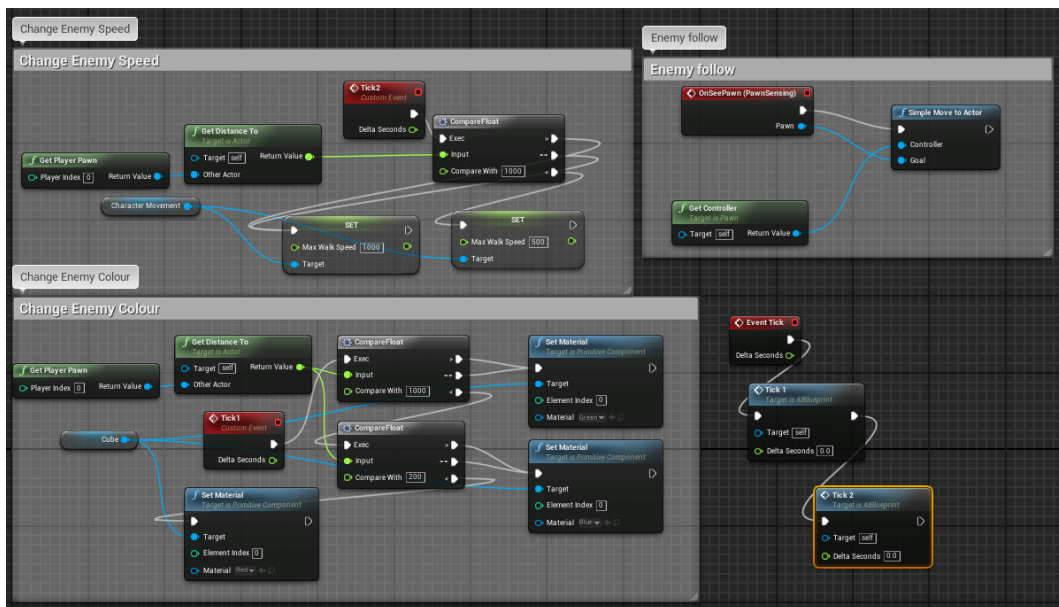 Change Enemy Speed
Change Enemy Speed
Tick2
Custom Event
Delta Seconds
CompareFloat
Exec >
Input ==
Compare With 1000 <
Get Distance To
Target is Actor
Target self Return Value
Other Actor
Get Player Pawn
Player Index 0 Return Value
Character Movement
SET
Max Walk Speed 1000
Target
SET
Max Walk Speed 500
Target
Enemy follow
Enemy follow
OnSeePawn (PawnSensing)
Pawn
Simple Move to Actor
Controller
Goal
Get Controller
Target is Pawn
Target self Return Value
Change Enemy Colour
Change Enemy Colour
Get Distance To
Target is Actor
Target self Return Value
Other Actor
Get Player Pawn
Player Index 0 Return Value
CompareFloat
Exec >
Input ==
Compare With 1000 <
Tick1
Custom Event
Delta Seconds
Cube
CompareFloat
Exec >
Input ==
Compare With 200 <
Set Material
Target is Primitive Component
Target
Element Index 0
Material Green
Set Material
Target is Primitive Component
Target
Element Index 0
Material Blue
Set Material
Target is Primitive Component
Target
Element Index 0
Material Red
Event Tick
Delta Seconds
Tick 1
Target is AIBlueprint
Target self
Delta Seconds 0.0
Tick 2
Target is AIBlueprint
Target self
Delta Seconds 0.0